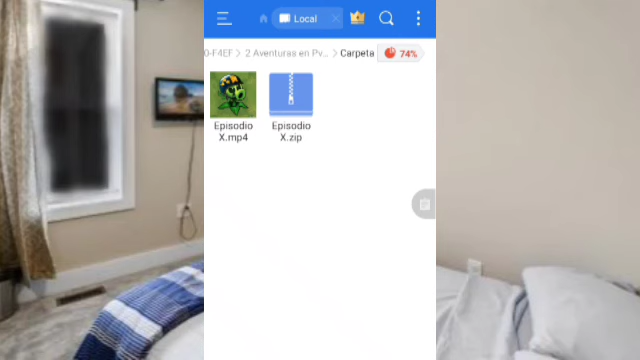 Local
0-F4EF > 2 Aventuras en Pv... > Carpeta
74%
Episodio
X.mp4
Episodio
X.zip